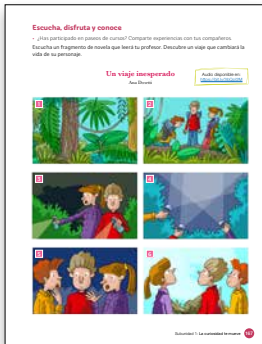 Escucha, disfruta y conoce
• ¿Has participado en paseos de curso? Comparte experiencias con tus compañeros.
Escucha un fragmento de novela que leerá tu profesor. Descubre un viaje que cambiará la
vida de su personaje.
Un viaje inesperado
Audio disponible en:
1
2
3
4
5
6
La curiosidad te mueve